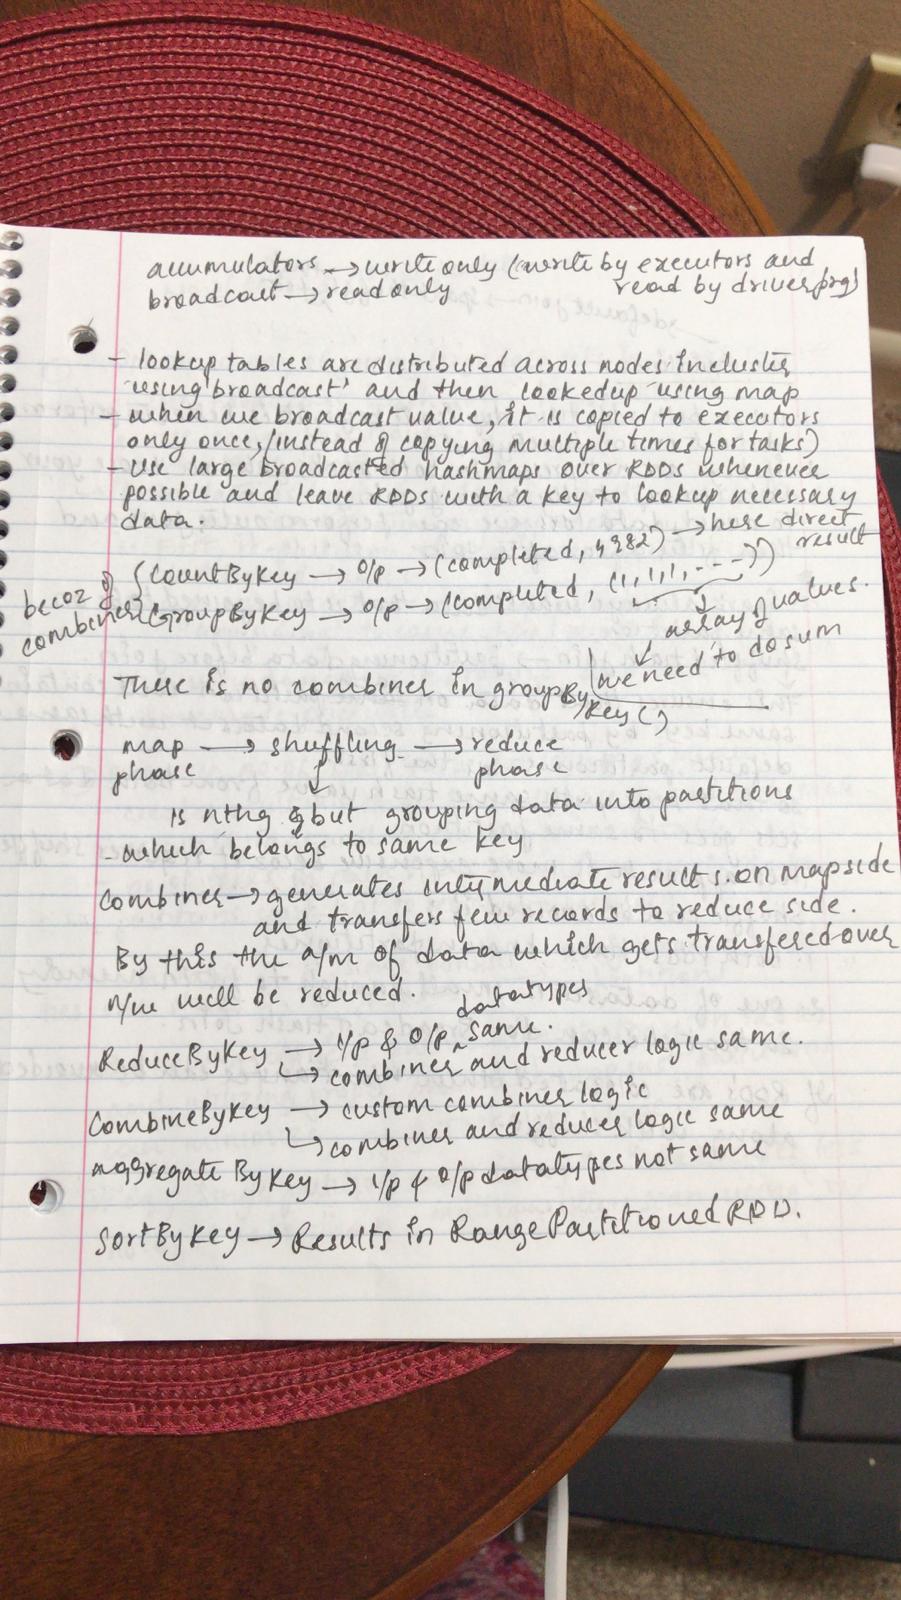 accumulators → write only (write by executors and
broadcast → read only read by driver prg)
- lookup tables are distributed across nodes in cluster
'using broadcast' and then lookedup using map
- when we broadcast value, it is copied to executors
only once, (instead of copying multiple times for tasks)
- Use large broadcasted hashmaps over RDDs whenever
possible and leave RDDs with a key to lookup necessary
data.
becoz of
combiner
{ CountByKey → o/p → (completed, 4982) → here direct
result
GroupByKey → o/p → (completed, (1,1,1,---))
array of values.
we need to do sum
There is no combiner in groupBy
Key()
map → shuffling → reduce
phase phase
is nthg but grouping data into partitions
which belongs to same key
Combiner → generates intermediate results on mapside
and transfers few records to reduce side.
By this the a/m of data which gets transfered over
n/w will be reduced.
datatypes
ReduceByKey → i/p & o/p ^ same.
↳ combiner and reducer logic same.
CombineByKey → custom combiner logic
↳ combiner and reducer logic same
aggregate By Key → i/p & o/p datatypes not same
SortByKey → Results in Range Partitioned RDD.